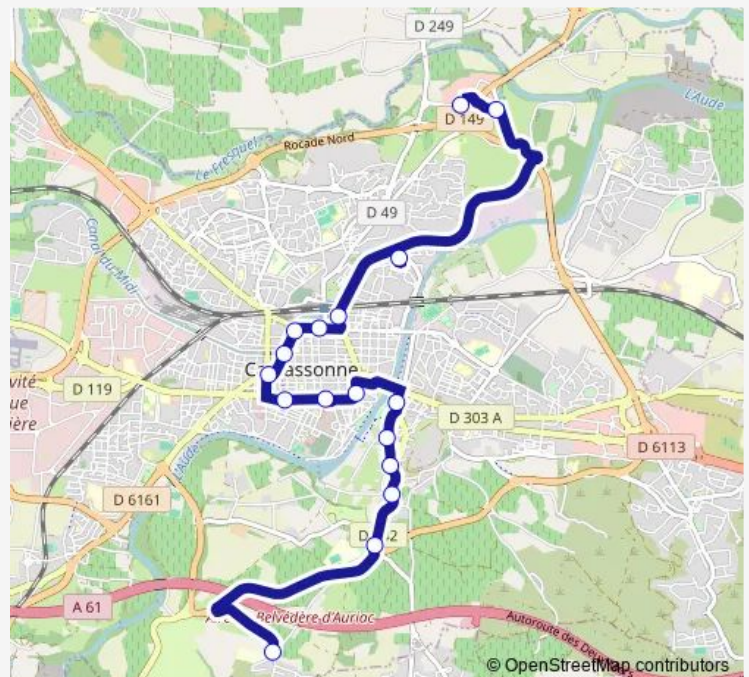 D 249
L'Aude
D 149
Rocade Nord
Le Fresquel
D 49
Canal du Midi
Carcassonne
D 119
D 303 A
D 6113
L'Aude
D 6161
A 61
Belvédère d'Auriac
Autoroute des Deux
© OpenStreetMap contributors